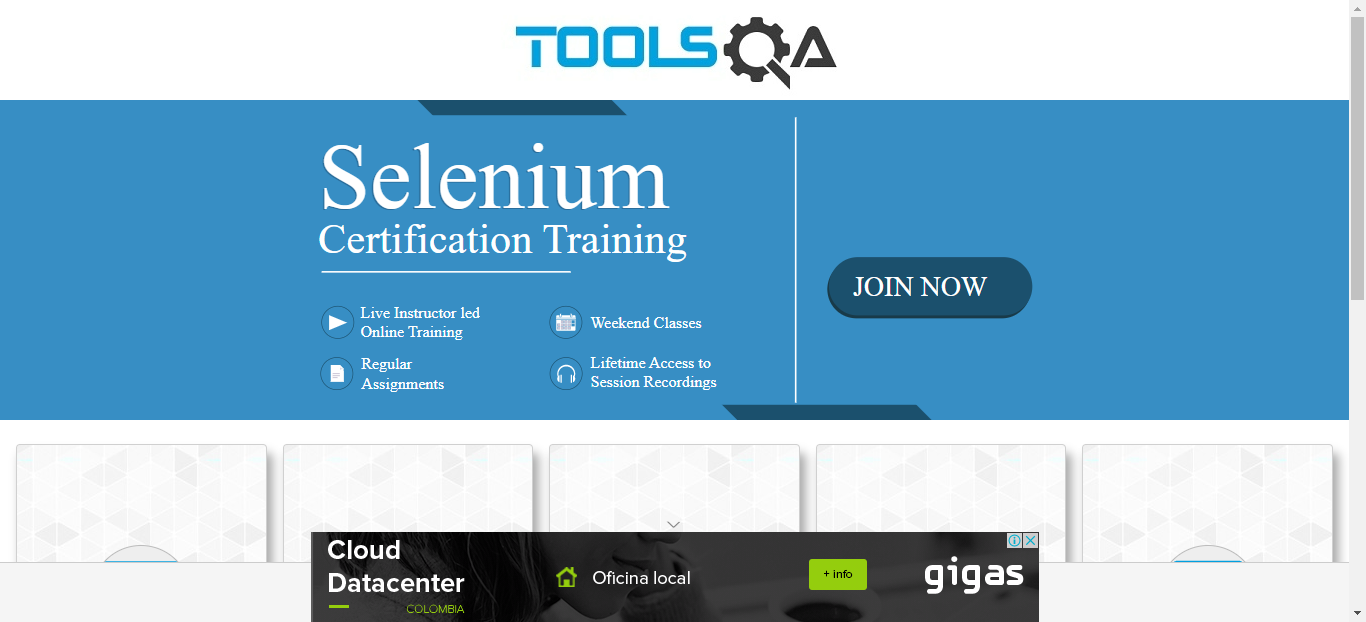 TOOLSQA
Selenium
Certification Training
JOIN NOW
Live Instructor led
Online Training
Weekend Classes
Regular
Assignments
Lifetime Access to
Session Recordings
Cloud
Datacenter
COLOMBIA
Oficina local
+ info
gigas